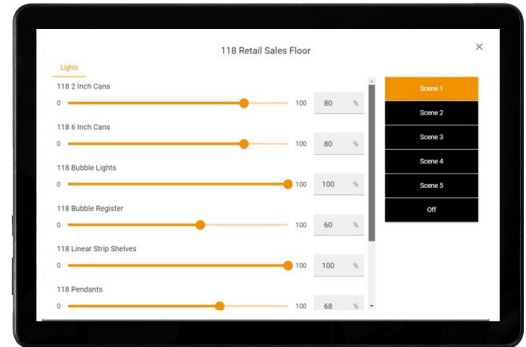 118 Retail Sales Floor
Lights
118 2 Inch Cans
0 100 80 %
118 6 Inch Cans
0 100 80 %
118 Bubble Lights
0 100 100 %
118 Bubble Register
0 100 60 %
118 Linear Strip Shelves
0 100 100 %
118 Pendants
0 100 68 %
Scene 1
Scene 2
Scene 3
Scene 4
Scene 5
Off